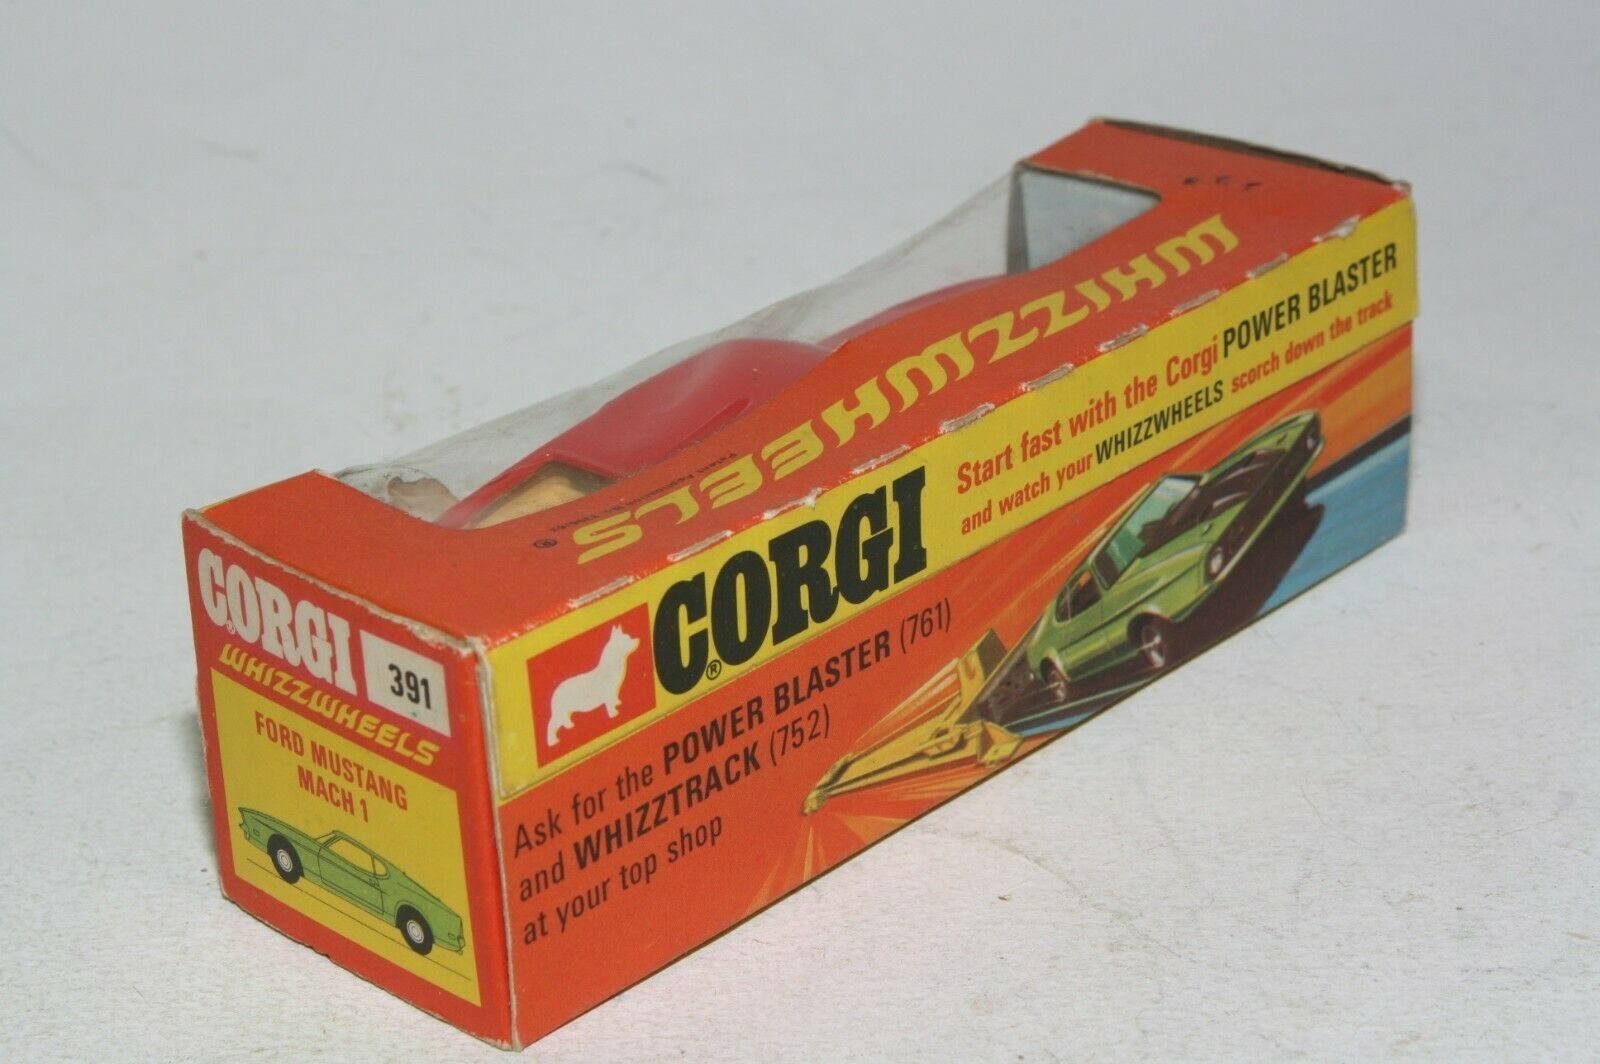 WHIZZWHEELS ®
CORGI ®
391
WHIZZWHEELS
FORD MUSTANG
MACH 1
CORGI ®
Start fast with the Corgi POWER BLASTER
and watch your WHIZZWHEELS scorch down the track
Ask for the POWER BLASTER (761)
and WHIZZTRACK (752)
at your top shop